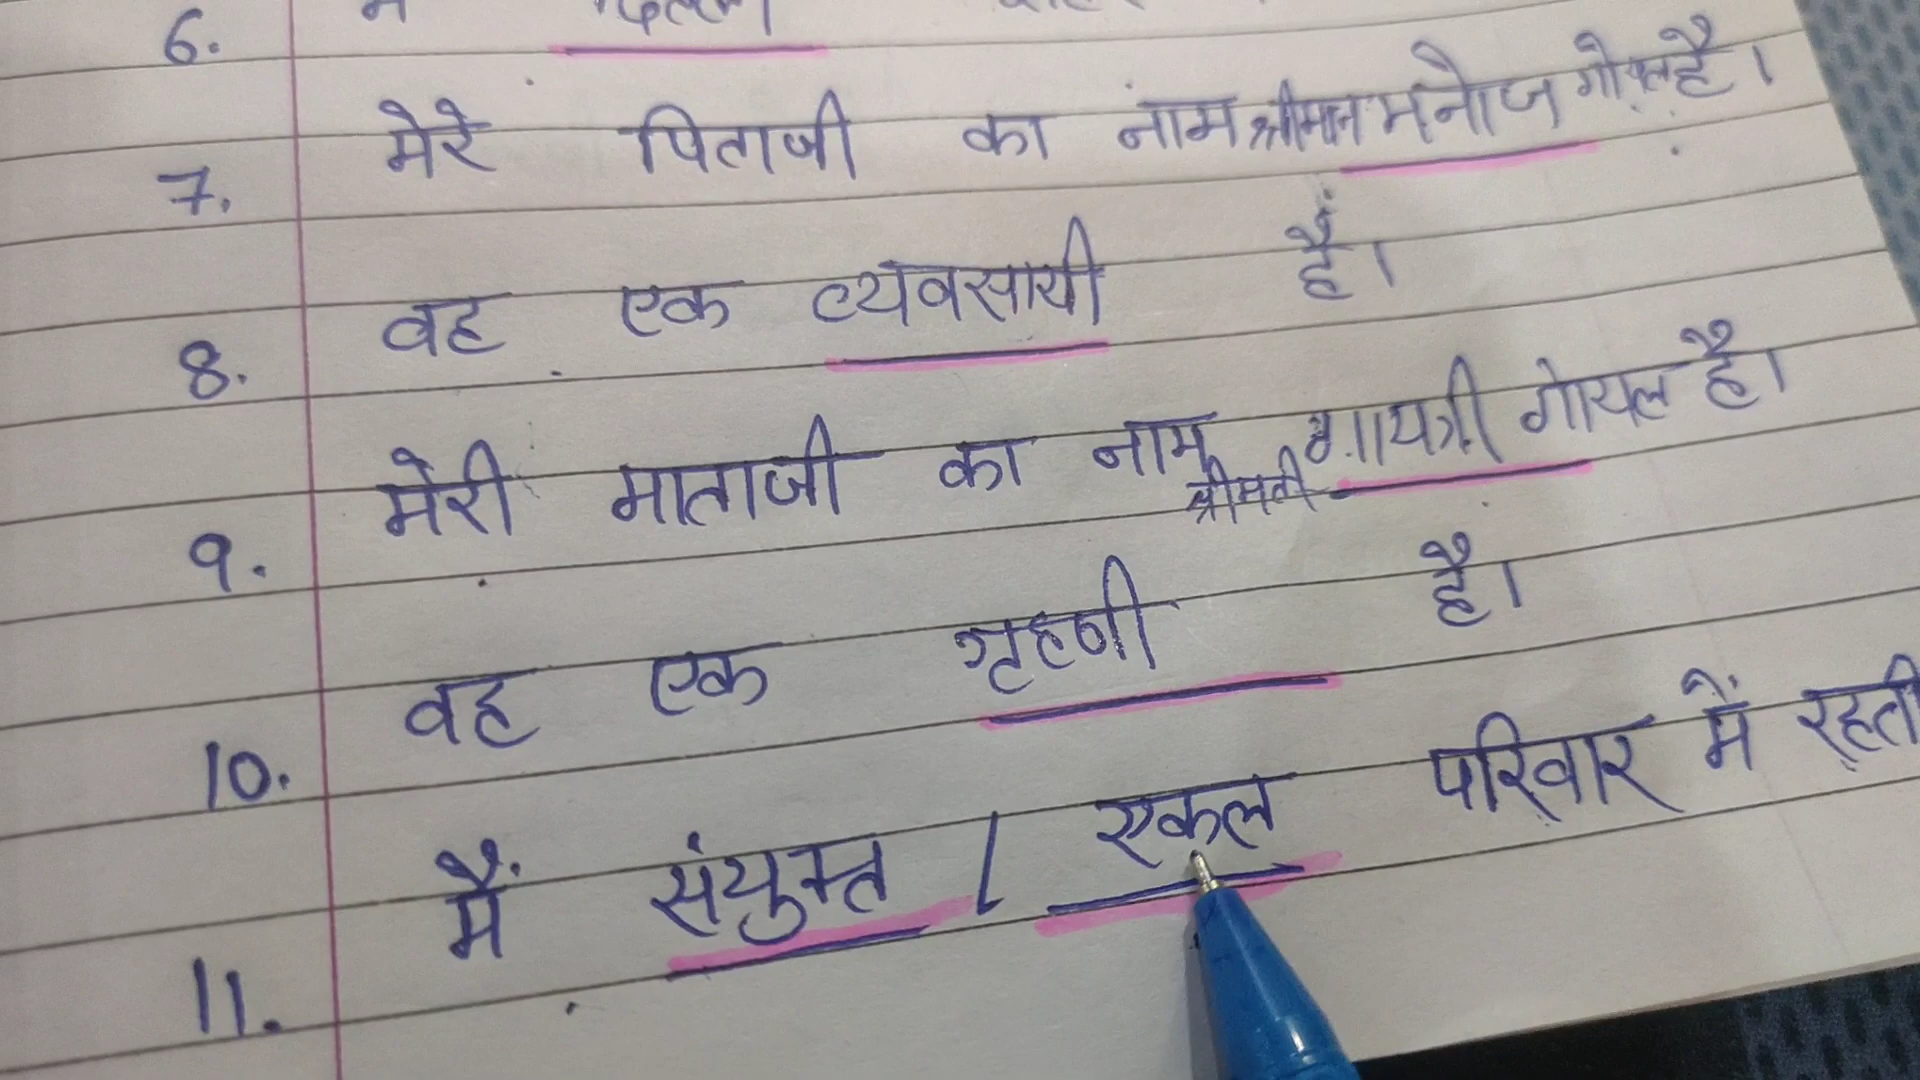 6. में दिल्ली
7. मेरे पिताजी का नाम श्रीमान मनोज गोयल है।
8. वह एक व्यवसायी हैं।
9. मेरी माताजी का नाम श्रीमती गायत्री गोयल है।
10. वह एक गृहणी है।
11. मैं संयुक्त / एकल परिवार में रहती